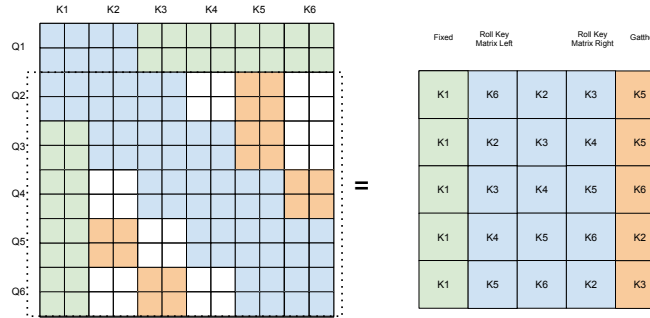 K1 K2 K3 K4 K5 K6
Q1
Q2
Q3
Q4
Q5
Q6
=
Fixed Roll Key Matrix Left Roll Key Matrix Right
K1 K6 K2 K3 K5
K1 K2 K3 K4 K5
K1 K3 K4 K5 K6
K1 K4 K5 K6 K2
K1 K5 K6 K2 K3